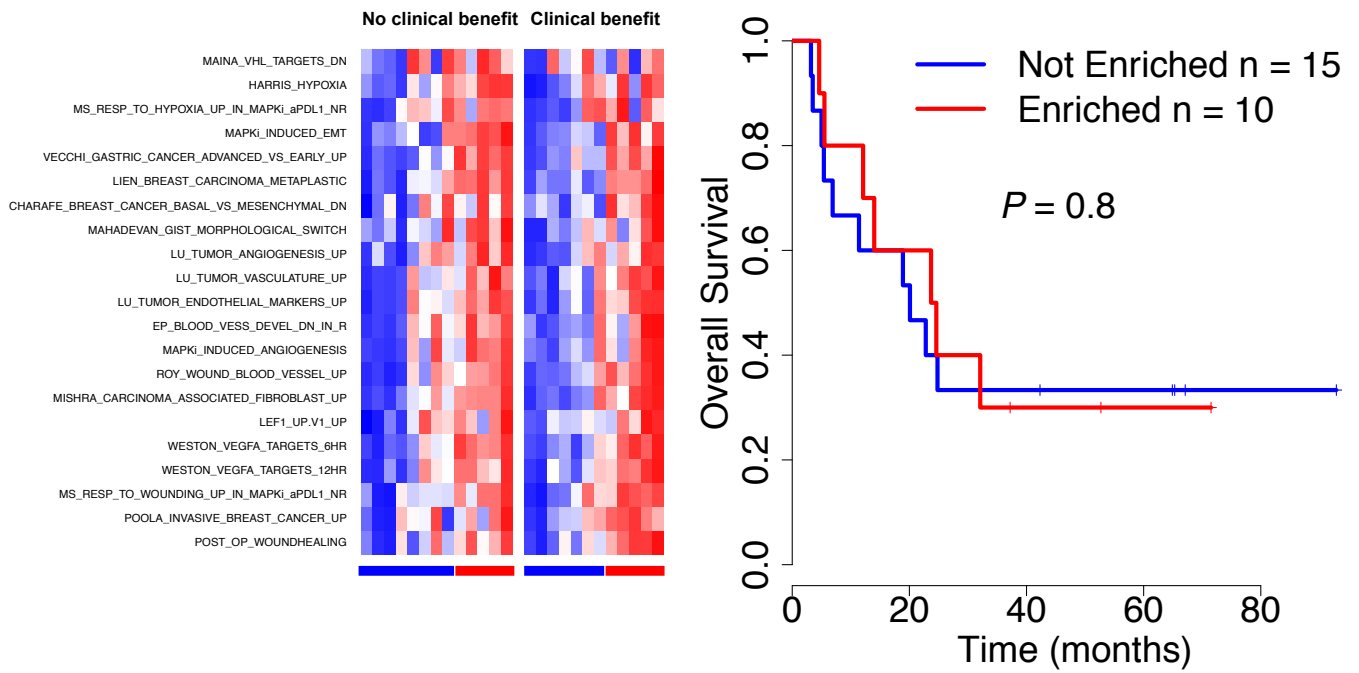 No clinical benefit
Clinical benefit
MAINA_VHL_TARGETS_DN
HARRIS_HYPOXIA
MS_RESP_TO_HYPOXIA_UP_IN_MAPKi_aPDL1_NR
MAPKi_INDUCED_EMT
VECCHI_GASTRIC_CANCER_ADVANCED_VS_EARLY_UP
LIEN_BREAST_CARCINOMA_METAPLASTIC
CHARAFE_BREAST_CANCER_BASAL_VS_MESENCHYMAL_DN
MAHADEVAN_GIST_MORPHOLOGICAL_SWITCH
LU_TUMOR_ANGIOGENESIS_UP
LU_TUMOR_VASCULATURE_UP
LU_TUMOR_ENDOTHELIAL_MARKERS_UP
EP_BLOOD_VESS_DEVEL_DN_IN_R
MAPKi_INDUCED_ANGIOGENESIS
ROY_WOUND_BLOOD_VESSEL_UP
MISHRA_CARCINOMA_ASSOCIATED_FIBROBLAST_UP
LEF1_UP.V1_UP
WESTON_VEGFA_TARGETS_6HR
WESTON_VEGFA_TARGETS_12HR
MS_RESP_TO_WOUNDING_UP_IN_MAPKi_aPDL1_NR
POOLA_INVASIVE_BREAST_CANCER_UP
POST_OP_WOUNDHEALING
Overall Survival
1.0
0.8
0.6
0.4
0.2
0.0
Not Enriched n = 15
Enriched n = 10
P = 0.8
0 20 40 60 80
Time (months)